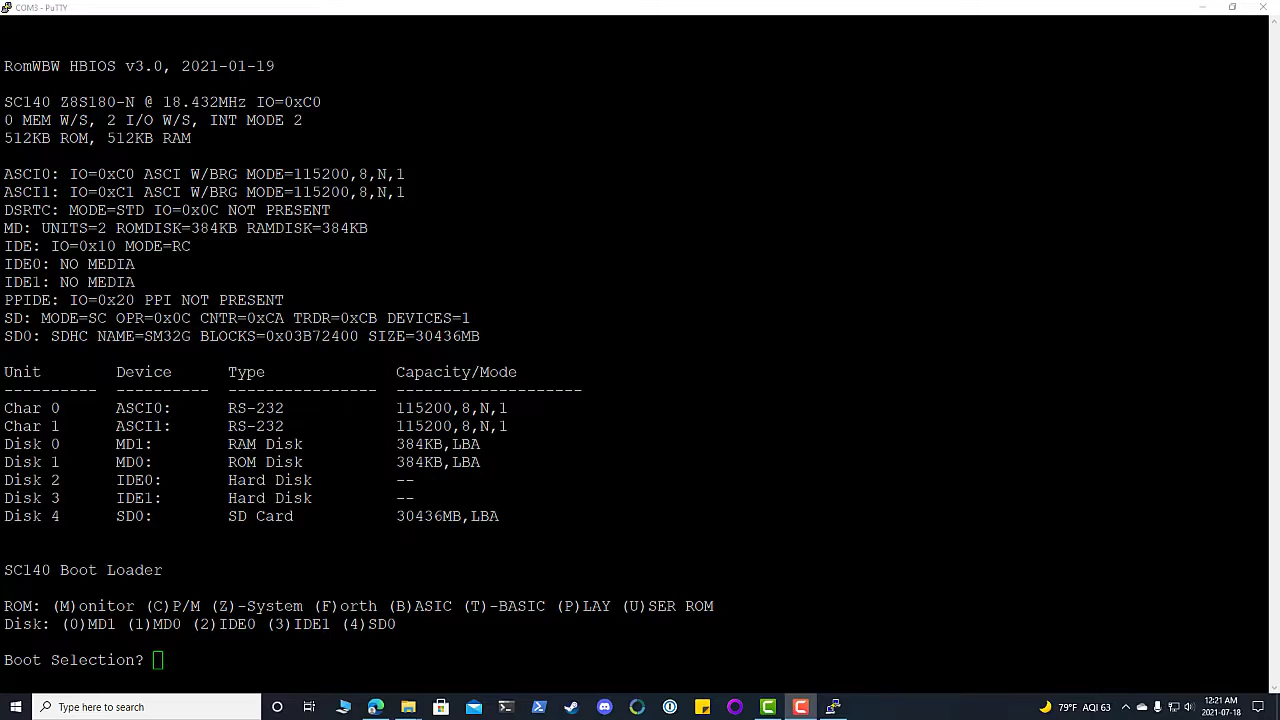 COM3 - PuTTY
RomWBW HBIOS v3.0, 2021-01-19
SC140 Z8S180-N @ 18.432MHz IO=0xC0
0 MEM W/S, 2 I/O W/S, INT MODE 2
512KB ROM, 512KB RAM
ASCI0: IO=0xC0 ASCI W/BRG MODE=115200,8,N,1
ASCI1: IO=0xC1 ASCI W/BRG MODE=115200,8,N,1
DSRTC: MODE=STD IO=0x0C NOT PRESENT
MD: UNITS=2 ROMDISK=384KB RAMDISK=384KB
IDE: IO=0x10 MODE=RC
IDE0: NO MEDIA
IDE1: NO MEDIA
PPIDE: IO=0x20 PPI NOT PRESENT
SD: MODE=SC OPR=0x0C CNTR=0xCA TRDR=0xCB DEVICES=1
SD0: SDHC NAME=SM32G BLOCKS=0x03B72400 SIZE=30436MB
Unit Device Type Capacity/Mode
---------- ---------- ---------------- --------------------
Char 0 ASCI0: RS-232 115200,8,N,1
Char 1 ASCI1: RS-232 115200,8,N,1
Disk 0 MD1: RAM Disk 384KB,LBA
Disk 1 MD0: ROM Disk 384KB,LBA
Disk 2 IDE0: Hard Disk --
Disk 3 IDE1: Hard Disk --
Disk 4 SD0: SD Card 30436MB,LBA
SC140 Boot Loader
ROM: (M)onitor (C)P/M (Z)-System (F)orth (B)ASIC (T)-BASIC (P)LAY (U)SER ROM
Disk: (0)MD1 (1)MD0 (2)IDE0 (3)IDE1 (4)SD0
Boot Selection?
Type here to search
79°F AQI 63
12:21 AM
2021-07-18